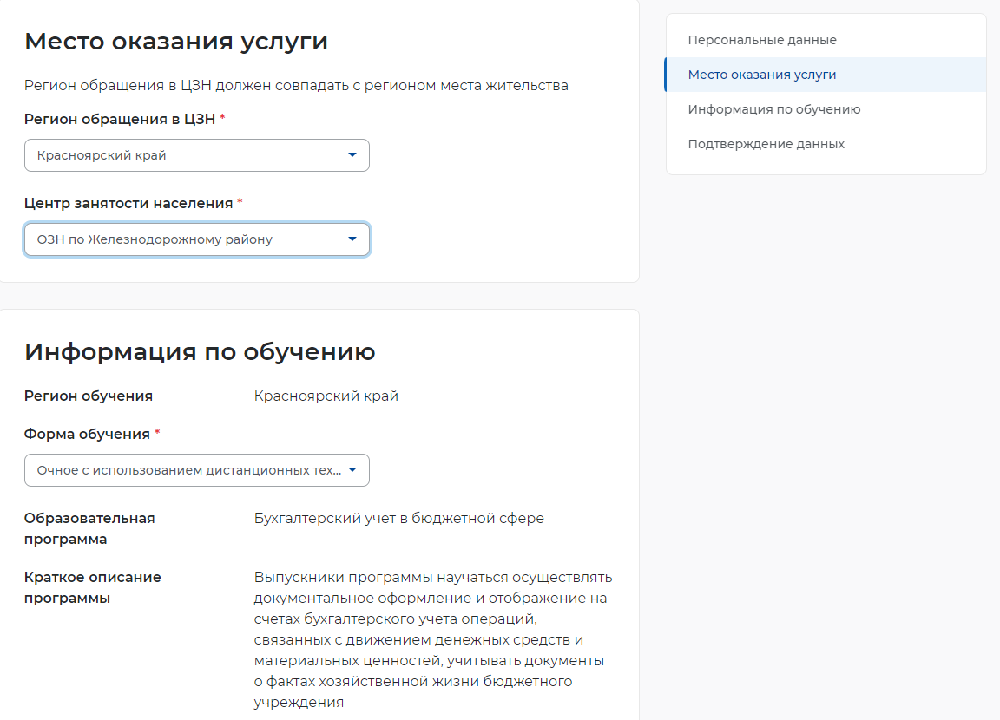 Место оказания услуги
Регион обращения в ЦЗН должен совпадать с регионом места жительства
Регион обращения в ЦЗН *
Красноярский край
Центр занятости населения *
ОЗН по Железнодорожному району
Информация по обучению
Регион обучения
Красноярский край
Форма обучения *
Очное с использованием дистанционных тех...
Образовательная
программа
Бухгалтерский учет в бюджетной сфере
Краткое описание
программы
Выпускники программы научаться осуществлять
документальное оформление и отображение на
счетах бухгалтерского учета операций,
связанных с движением денежных средств и
материальных ценностей, учитывать документы
о фактах хозяйственной жизни бюджетного
учреждения
Персональные данные
Место оказания услуги
Информация по обучению
Подтверждение данных